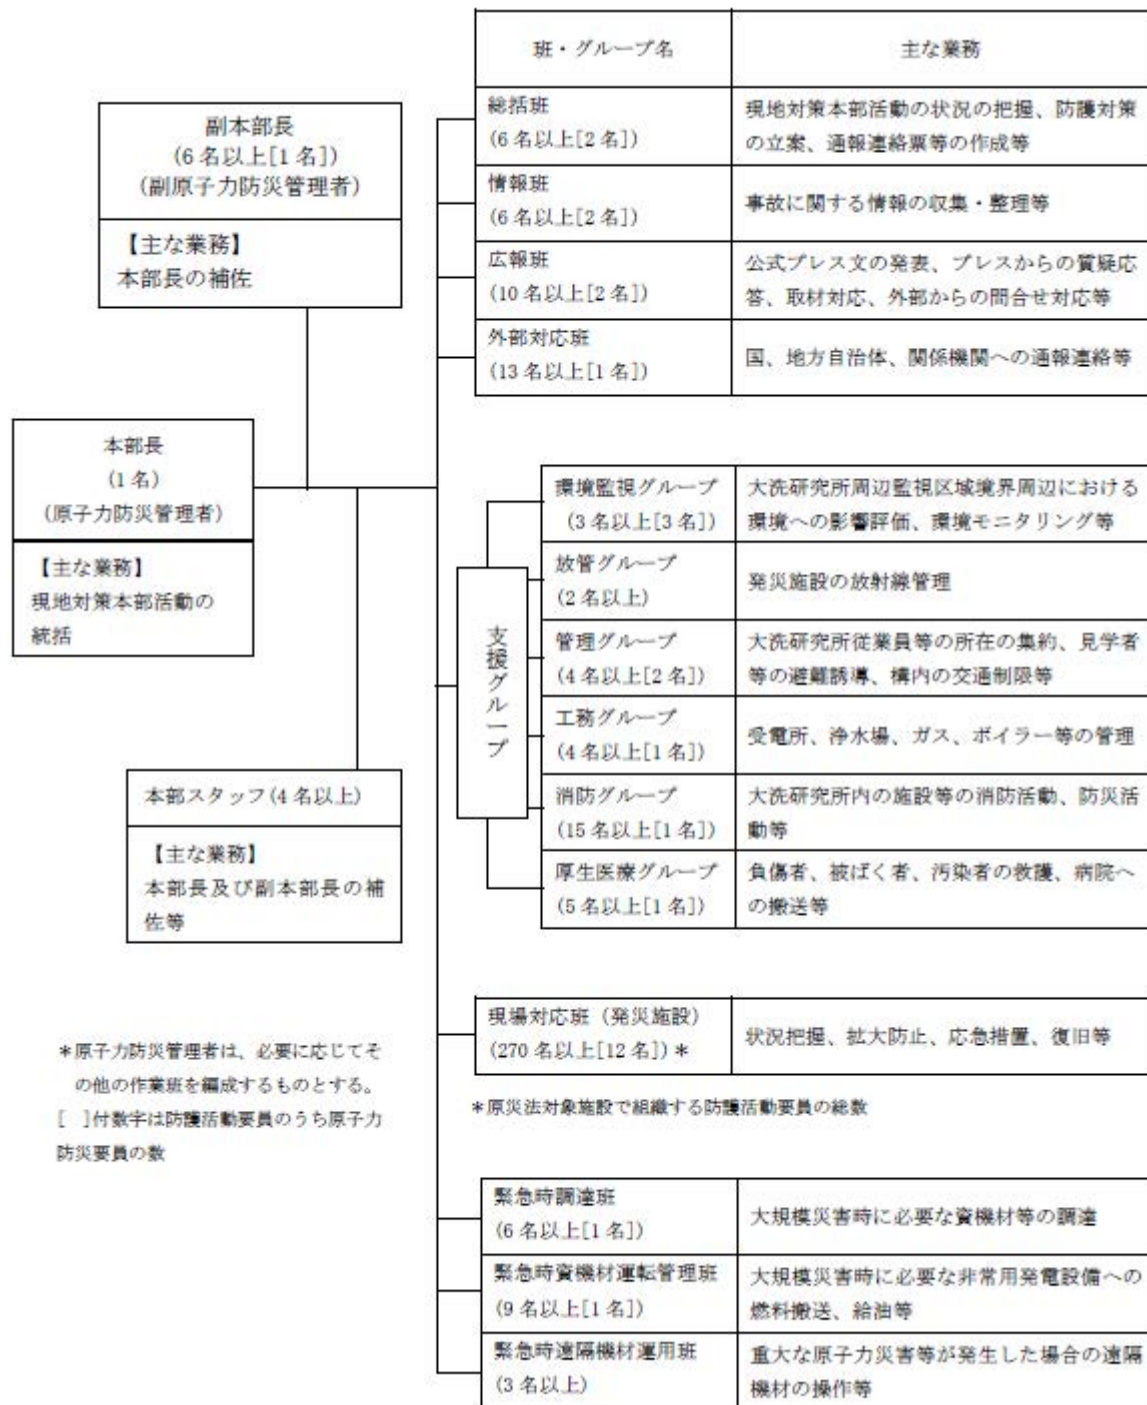 班・グループ名
主な業務
副本部長
(6名以上[1名])
(副原子力防災管理者)
【主な業務】
本部長の補佐
本部長
(1名)
(原子力防災管理者)
【主な業務】
現地対策本部活動の
統括
本部スタッフ(4名以上)
【主な業務】
本部長及び副本部長の補
佐等
総括班
(6名以上[2名])
現地対策本部活動の状況の把握、防護対策
の立案、通報連絡票等の作成等
情報班
(6名以上[2名])
事故に関する情報の収集・整理等
広報班
(10名以上[2名])
公式プレス文の発表、プレスからの質疑応
答、取材対応、外部からの問合せ対応等
外部対応班
(13名以上[1名])
国、地方自治体、関係機関への通報連絡等
支援グループ
環境監視グループ
(3名以上[3名])
大洗研究所周辺監視区域境界周辺における
環境への影響評価、環境モニタリング等
放管グループ
(2名以上)
発災施設の放射線管理
管理グループ
(4名以上[2名])
大洗研究所従業員等の所在の集約、見学者
等の避難誘導、構内の交通制限等
工務グループ
(4名以上[1名])
受電所、浄水場、ガス、ボイラー等の管理
消防グループ
(15名以上[1名])
大洗研究所内の施設等の消防活動、防災活
動等
厚生医療グループ
(5名以上[1名])
負傷者、被ばく者、汚染者の救護、病院へ
の搬送等
現場対応班(発災施設)
(270名以上[12名])*
状況把握、拡大防止、応急措置、復旧等
*原災法対象施設で組織する防護活動要員の総数
*原子力防災管理者は、必要に応じてそ
の他の作業班を編成するものとする。
[ ]付数字は防護活動要員のうち原子力
防災要員の数
緊急時調達班
(6名以上[1名])
大規模災害時に必要な資機材等の調達
緊急時資機材運転管理班
(9名以上[1名])
大規模災害時に必要な非常用発電設備への
燃料搬送、給油等
緊急時遠隔機材運用班
(3名以上)
重大な原子力災害等が発生した場合の遠隔
機材の操作等